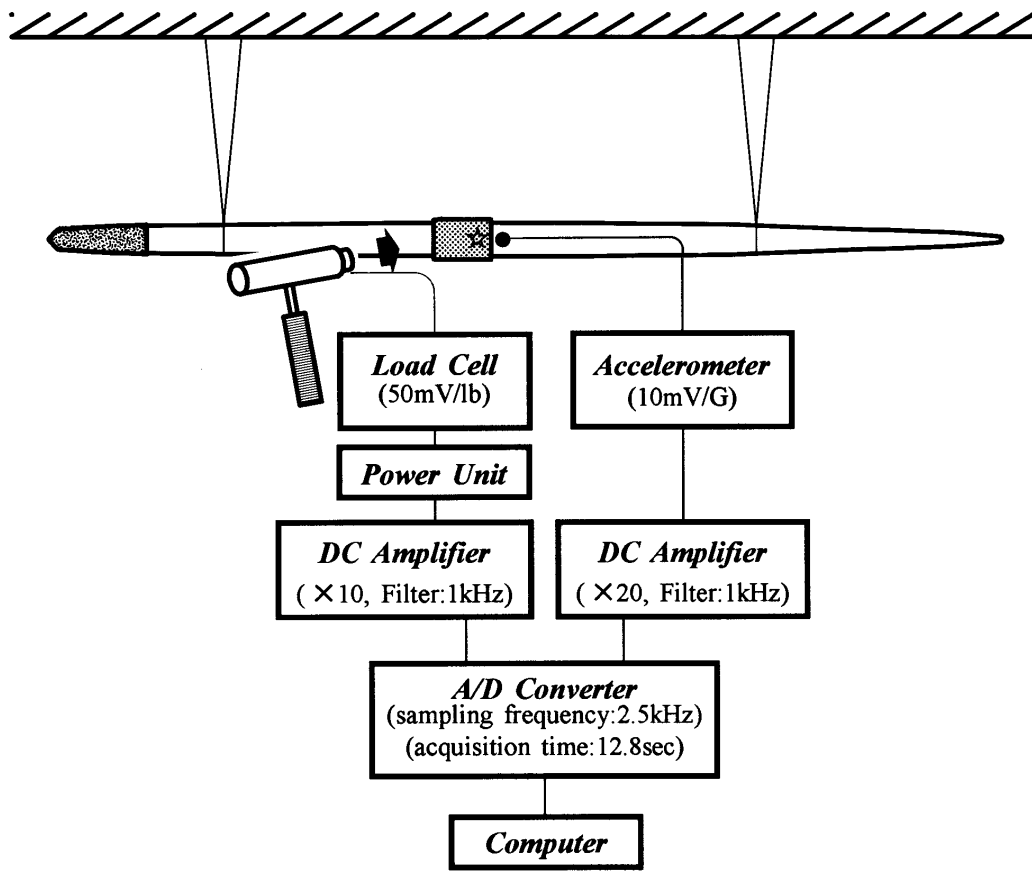 Load Cell
(50mV/lb)
Accelerometer
(10mV/G)
Power Unit
DC Amplifier
( ×10, Filter:1kHz)
DC Amplifier
( ×20, Filter:1kHz)
A/D Converter
(sampling frequency:2.5kHz)
(acquisition time:12.8sec)
Computer